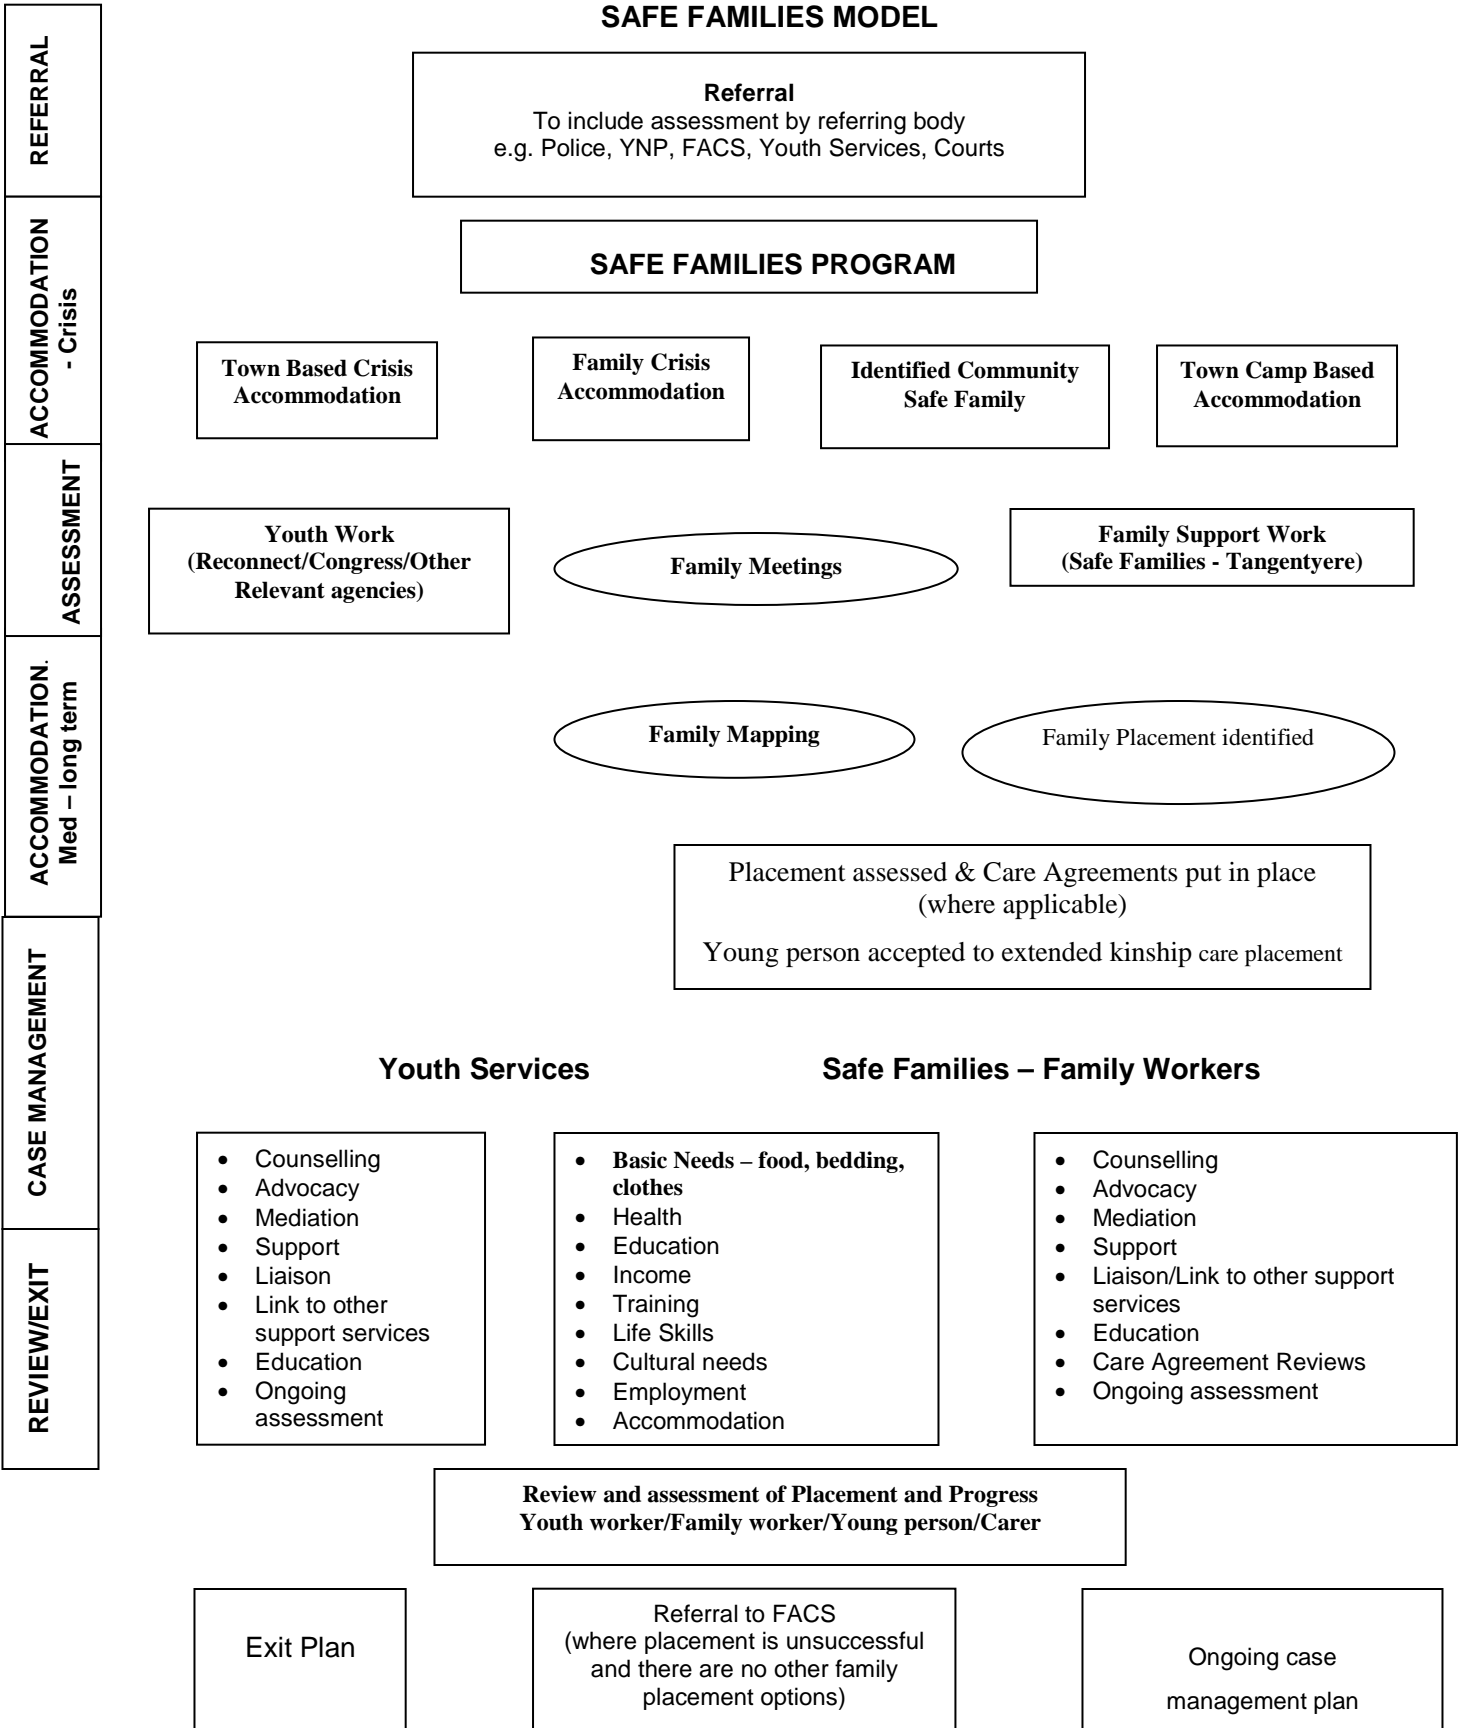 SAFE FAMILIES MODEL
REFERRAL
Referral
To include assessment by referring body
e.g. Police, YNP, FACS, Youth Services, Courts
ACCOMMODATION
- Crisis
SAFE FAMILIES PROGRAM
Town Based Crisis
Accommodation
Family Crisis
Accommodation
Identified Community
Safe Family
Town Camp Based
Accommodation
ASSESSMENT
Youth Work
(Reconnect/Congress/Other
Relevant agencies)
Family Meetings
Family Support Work
(Safe Families - Tangentyere)
ACCOMMODATION.
Med – long term
Family Mapping
Family Placement identified
Placement assessed & Care Agreements put in place
(where applicable)
Young person accepted to extended kinship care placement
CASE MANAGEMENT
Youth Services
Safe Families – Family Workers
• Counselling
• Advocacy
• Mediation
• Support
• Liaison
• Link to other
support services
• Education
• Ongoing
assessment
• Basic Needs – food, bedding,
clothes
• Health
• Education
• Income
• Training
• Life Skills
• Cultural needs
• Employment
• Accommodation
• Counselling
• Advocacy
• Mediation
• Support
• Liaison/Link to other support
services
• Education
• Care Agreement Reviews
• Ongoing assessment
REVIEW/EXIT
Review and assessment of Placement and Progress
Youth worker/Family worker/Young person/Carer
Exit Plan
Referral to FACS
(where placement is unsuccessful
and there are no other family
placement options)
Ongoing case
management plan